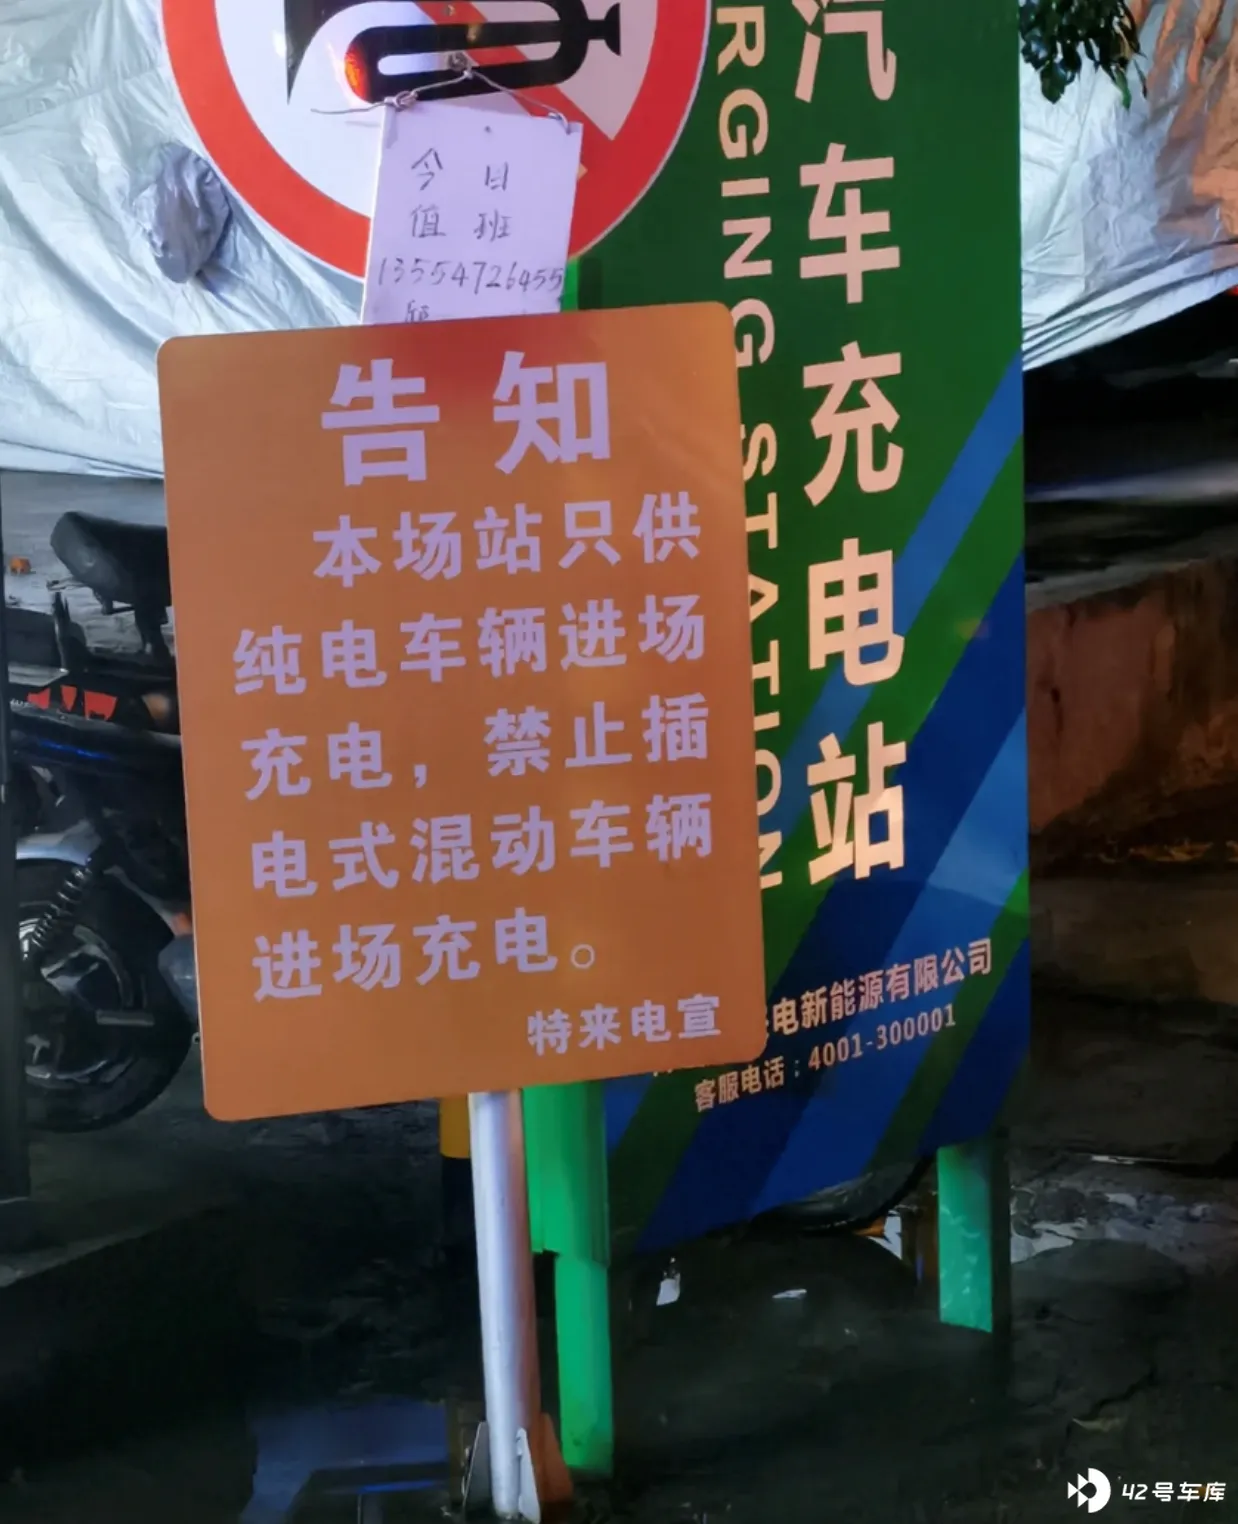 今日
值班
13554726455
告知
本场站只供
纯电车辆进场
充电，禁止插
电式混动车辆
进场充电。
特来电宣
汽车充电站
RGING STATION
来电新能源有限公司
客服电话：4001-300001
42号车库